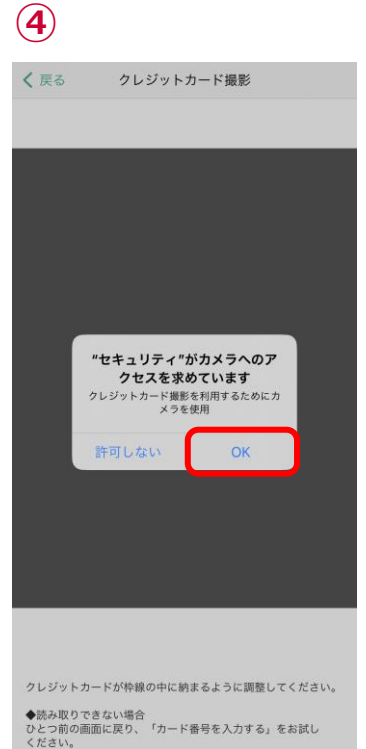 ④
戻る クレジットカード撮影
“セキュリティ”がカメラへのア
クセスを求めています
クレジットカード撮影を利用するためにカ
メラを使用
許可しない OK
クレジットカードが枠線の中に納まるように調整してください。
◆読み取りできない場合
ひとつ前の画面に戻り、「カード番号を入力する」をお試し
ください。